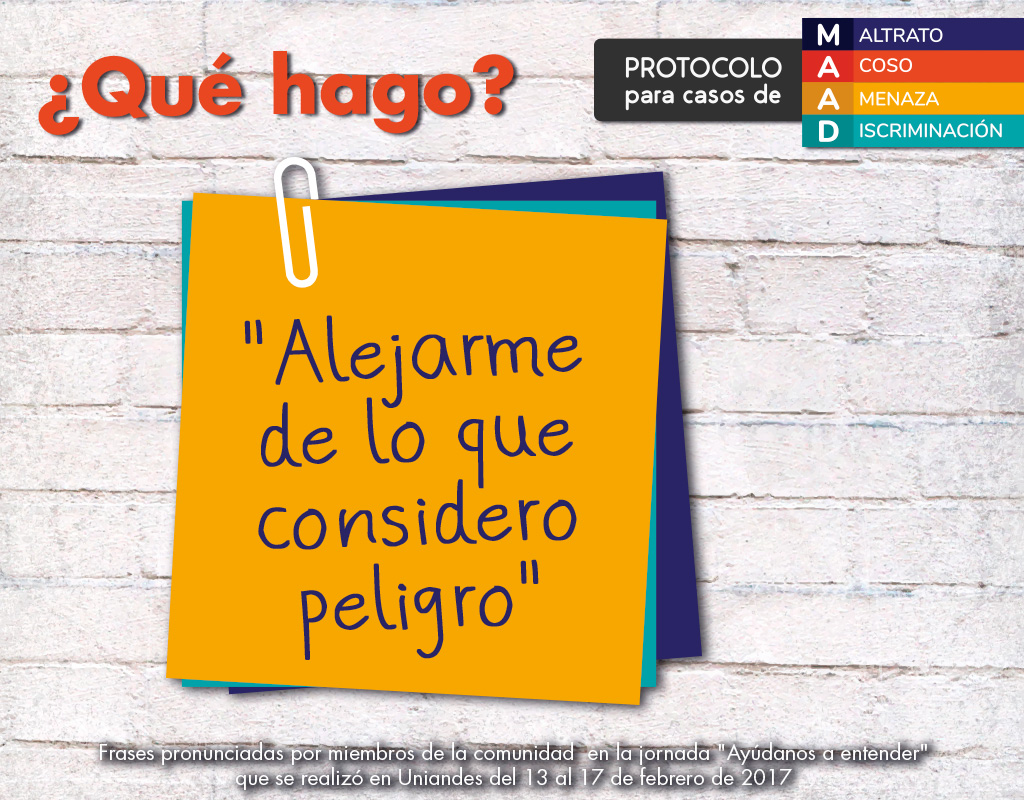 ¿Qué hago?
PROTOCOLO
para casos de
MALTRATO
ACOSO
AMENAZA
DISCRIMINACIÓN
"Alejarme
de lo que
considero
peligro"
Frases pronunciadas por miembros de la comunidad en la jornada "Ayúdanos a entender"
que se realizó en Uniandes del 13 al 17 de febrero de 2017